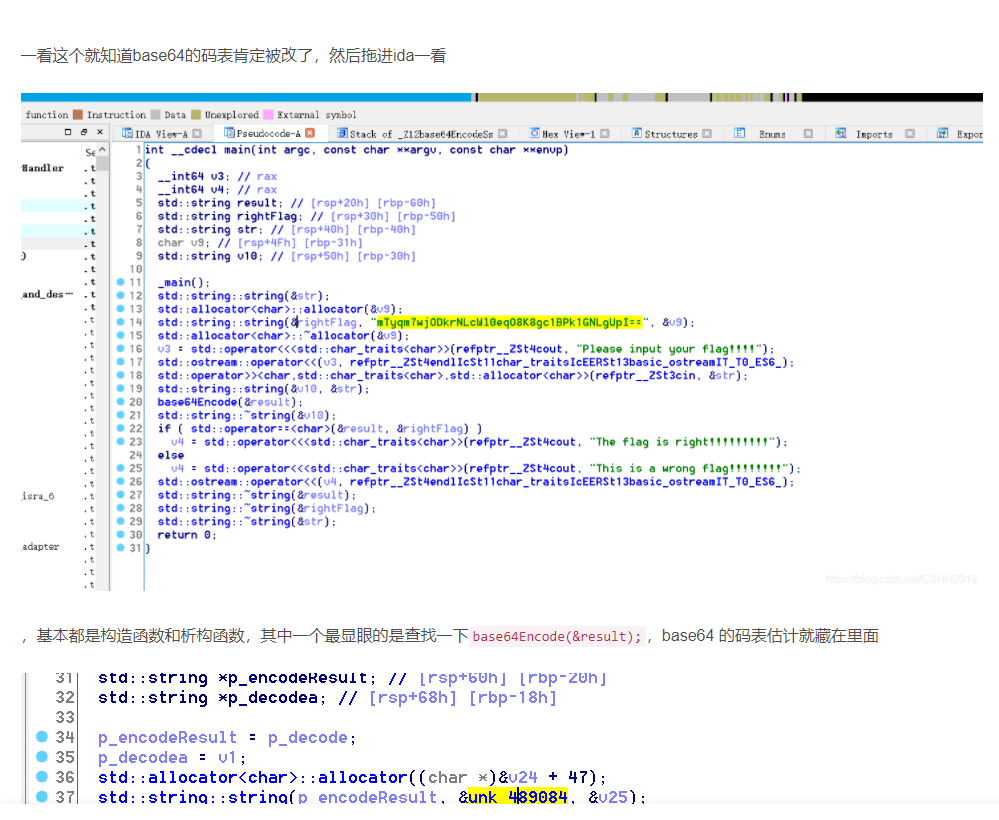 一看这个就知道base64的码表肯定被改了，然后拖进ida一看
function Instruction Data Unexplored External symbol
IDA View-A Pseudocode-A Stack of _Z12base64EncodeSs Hex View-1 Structures Enums Imports Expor
Se
Handler
and_des…
isra_6
adapter
1 int __cdecl main(int argc, const char **argv, const char **envp)
2 {
3 __int64 v3; // rax
4 __int64 v4; // rax
5 std::string result; // [rsp+20h] [rbp-60h]
6 std::string rightFlag; // [rsp+30h] [rbp-50h]
7 std::string str; // [rsp+40h] [rbp-40h]
8 char v9; // [rsp+4Fh] [rbp-31h]
9 std::string v10; // [rsp+50h] [rbp-30h]
10
11 _main();
12 std::string::string(&str);
13 std::allocator<char>::allocator(&v9);
14 std::string::string(&rightFlag, "mTyqm7wjODkrNLcWl0eqO8K8gc1BPk1GNLgUpI==", &v9);
15 std::allocator<char>::~allocator(&v9);
16 v3 = std::operator<<<std::char_traits<char>>(refptr__ZSt4cout, "Please input your flag!!!!");
17 std::ostream::operator<<(v3, refptr__ZSt4endlIcSt11char_traitsIcEERSt13basic_ostreamIT_T0_ES6_);
18 std::operator>><char,std::char_traits<char>,std::allocator<char>>(refptr__ZSt3cin, &str);
19 std::string::string(&v10, &str);
20 base64Encode(&result);
21 std::string::~string(&v10);
22 if ( std::operator==<char>(&result, &rightFlag) )
23 v4 = std::operator<<<std::char_traits<char>>(refptr__ZSt4cout, "The flag is right!!!!!!!!!");
24 else
25 v4 = std::operator<<<std::char_traits<char>>(refptr__ZSt4cout, "This is a wrong flag!!!!!!!!");
26 std::ostream::operator<<(v4, refptr__ZSt4endlIcSt11char_traitsIcEERSt13basic_ostreamIT_T0_ES6_);
27 std::string::~string(&result);
28 std::string::~string(&rightFlag);
29 std::string::~string(&str);
30 return 0;
31 }
https://blog.csdn.net/CSNN2019
，基本都是构造函数和析构函数，其中一个最显眼的是查找一下 base64Encode(&result); ，base64 的码表估计就藏在里面
31 std::string *p_encodeResult; // [rsp+60h] [rbp-20h]
32 std::string *p_decodea; // [rsp+68h] [rbp-18h]
33
34 p_encodeResult = p_decode;
35 p_decodea = v1;
36 std::allocator<char>::allocator((char *)&v24 + 47);
37 std::string::string(p_encodeResult, &unk_489084, &v25);